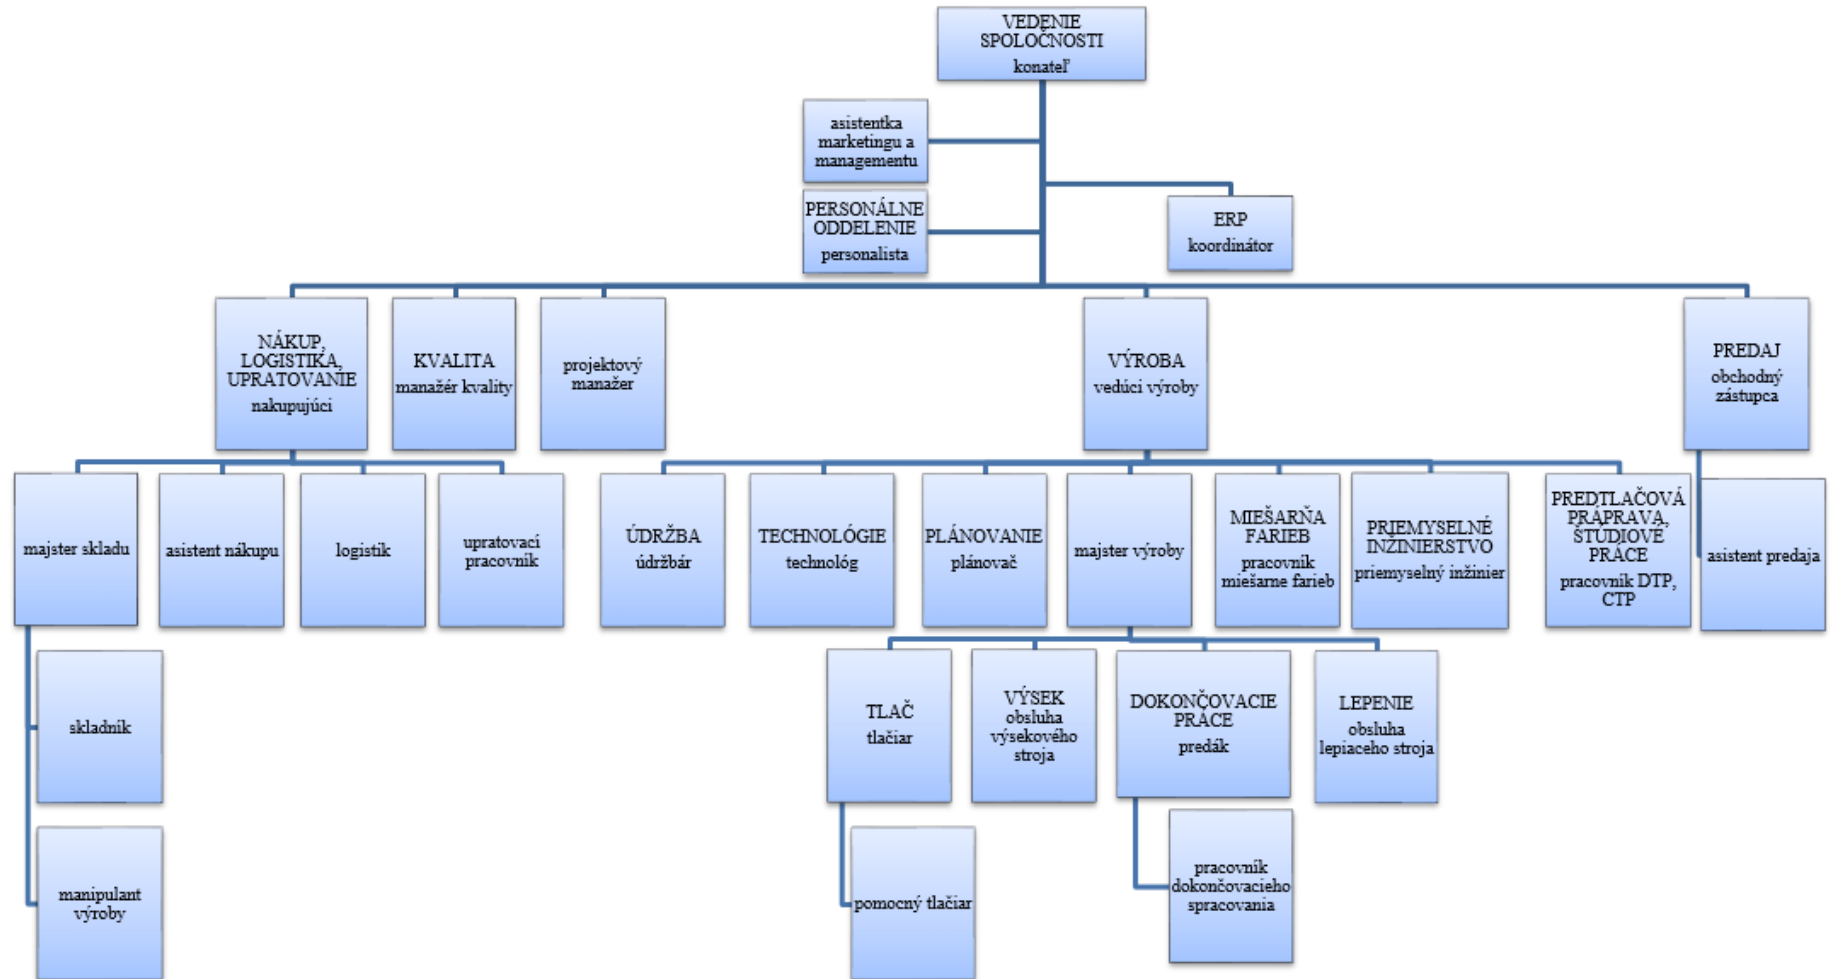 VEDENIE
SPOLOČNOSTI
konateľ
asistentka
marketingu a
managementu
PERSONÁLNE
ODDELENIE
personalista
ERP
koordinátor
NÁKUP,
LOGISTIKA,
UPRATOVANIE
nakupujúci
KVALITA
manažér kvality
projektový
manažer
VÝROBA
vedúci výroby
PREDAJ
obchodný
zástupca
majster skladu
asistent nákupu
logistik
upratovací
pracovník
ÚDRŽBA
údržbár
TECHNOLÓGIE
technológ
PLÁNOVANIE
plánovač
majster výroby
MIEŠARŇA
FARIEB
pracovník
miešarne farieb
PRIEMYSELNÉ
INŽINIERSTVO
priemyselný inžinier
PREDTLAČOVÁ
PRÁPRAVA,
ŠTÚDIOVÉ
PRÁCE
pracovník DTP,
CTP
asistent predaja
skladník
manipulant
výroby
TLAČ
tlačiar
VÝSEK
obsluha
výsekového
stroja
DOKONČOVACIE
PRÁCE
predák
LEPENIE
obsluha
lepiaceho stroja
pomocný tlačiar
pracovník
dokončovacieho
spracovania